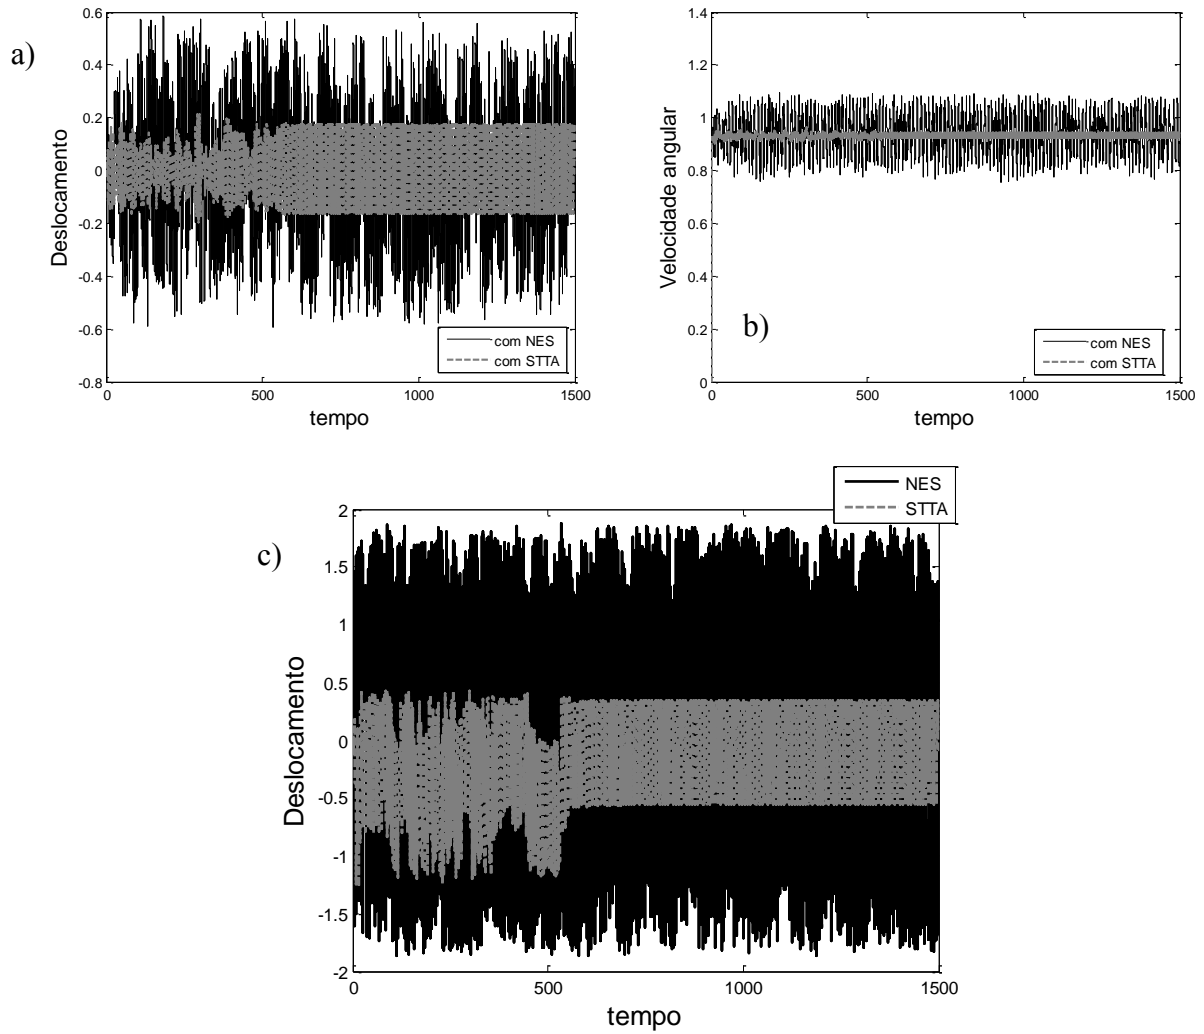 a)
Deslocamento
0.6
0.4
0.2
0
-0.2
-0.4
-0.6
-0.8
0
500
1000
1500
tempo
com NES
com STTA
b)
Velocidade angular
1.4
1.2
1
0.8
0.6
0.4
0.2
0
0
500
1000
1500
tempo
com NES
com STTA
c)
Deslocamento
2
1.5
1
0.5
0
-0.5
-1
-1.5
-2
0
500
1000
1500
tempo
NES
STTA